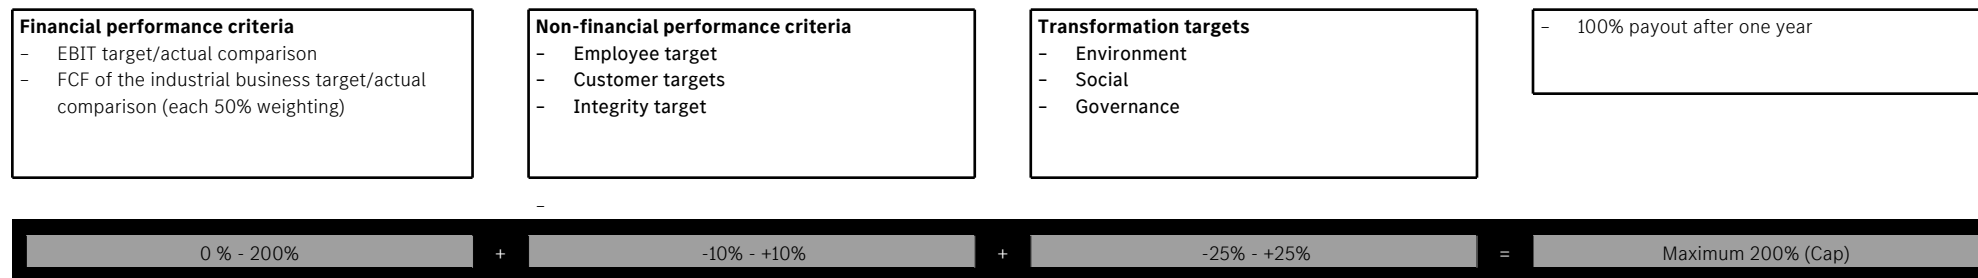 Financial performance criteria
– EBIT target/actual comparison
– FCF of the industrial business target/actual
comparison (each 50% weighting)
Non-financial performance criteria
– Employee target
– Customer targets
– Integrity target
Transformation targets
– Environment
– Social
– Governance
– 100% payout after one year
–
0 % - 200% + -10% - +10% + -25% - +25% = Maximum 200% (Cap)